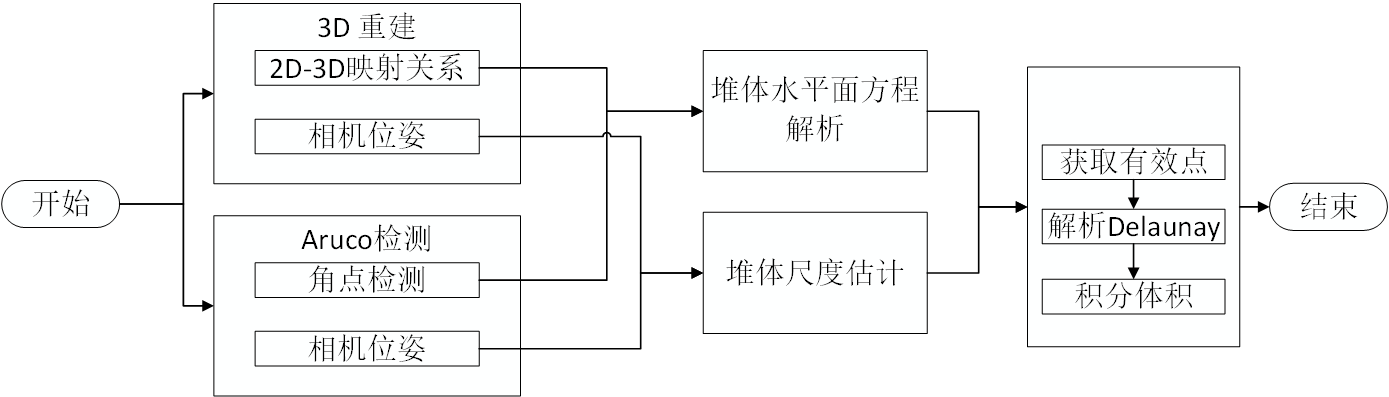 开始
3D 重建
2D-3D映射关系
相机位姿
Aruco检测
角点检测
相机位姿
堆体水平面方程
解析
堆体尺度估计
获取有效点
解析Delaunay
积分体积
结束